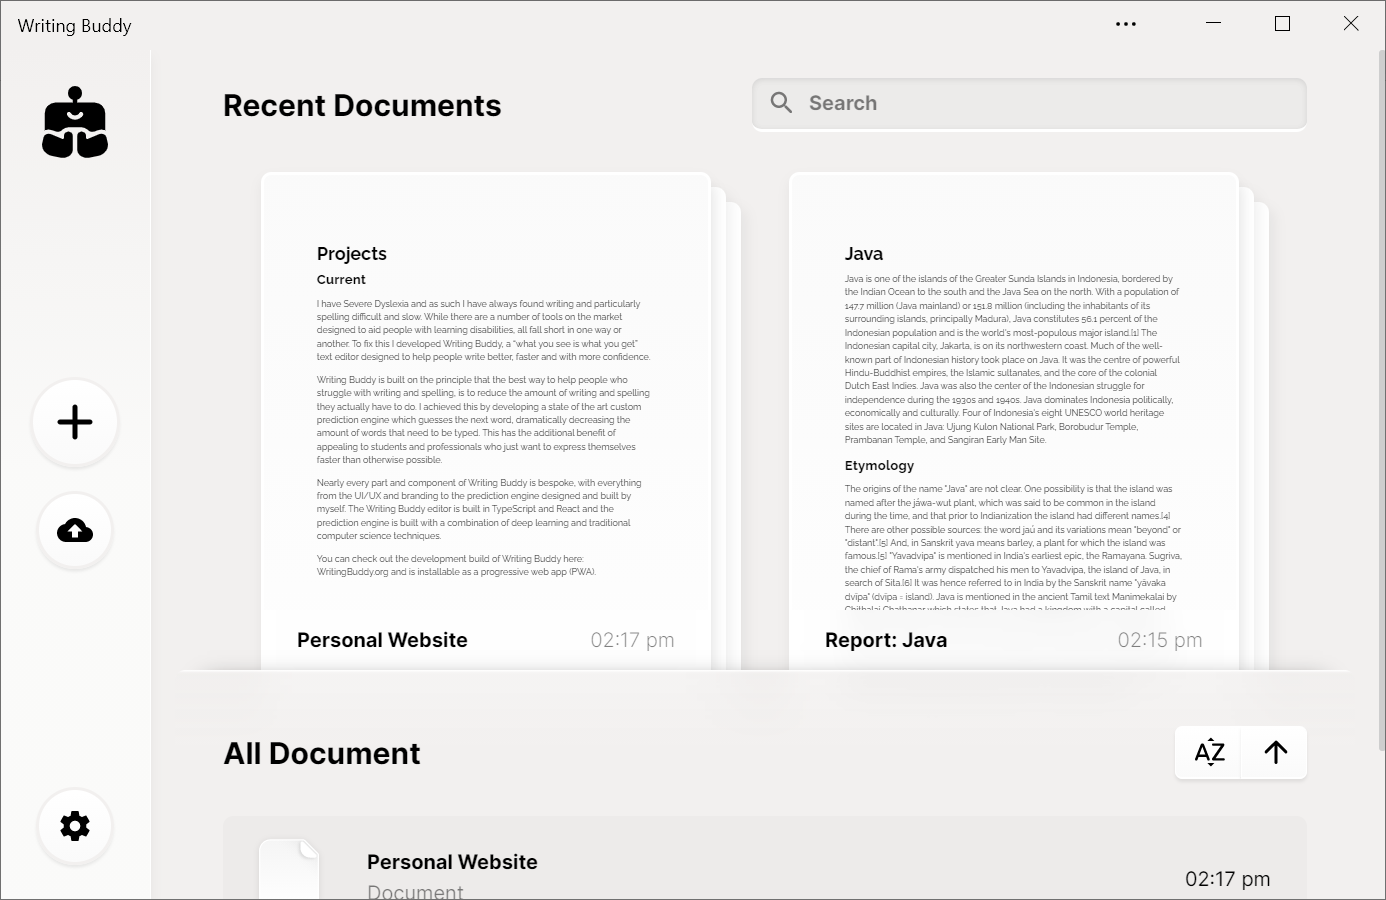 Writing Buddy
Recent Documents
Search
Projects
Current
I have Severe Dyslexia and as such I have always found writing and particularly
spelling difficult and slow. While there are a number of tools on the market
designed to aid people with learning disabilities, all fall short in one way or
another. To fix this I developed Writing Buddy, a "what you see is what you get"
text editor designed to help people write better, faster and with more confidence.
Writing Buddy is built on the principle that the best way to help people who
struggle with writing and spelling, is to reduce the amount of writing and spelling
they actually have to do. I achieved this by developing a state of the art custom
prediction engine which guesses the next word, dramatically decreasing the
amount of words that need to be typed. This has the additional benefit of
appealing to students and professionals who just want to express themselves
faster than otherwise possible.
Nearly every part and component of Writing Buddy is bespoke, with everything
from the UI/UX and branding to the prediction engine designed and built by
myself. The Writing Buddy editor is built in TypeScript and React and the
prediction engine is built with a combination of deep learning and traditional
computer science techniques.
You can check out the development build of Writing Buddy here:
WritingBuddy.org and is installable as a progressive web app (PWA).
Personal Website
02:17 pm
Java
Java is one of the islands of the Greater Sunda Islands in Indonesia, bordered by
the Indian Ocean to the south and the Java Sea on the north. With a population of
147.7 million (Java mainland) or 151.8 million (including the inhabitants of its
surrounding islands, principally Madura), Java constitutes 56.1 percent of the
Indonesian population and is the world's most-populous major island.[1] The
Indonesian capital city, Jakarta, is on its northwestern coast. Much of the well-
known part of Indonesian history took place on Java. It was the centre of powerful
Hindu-Buddhist empires, the Islamic sultanates, and the core of the colonial
Dutch East Indies. Java was also the center of the Indonesian struggle for
independence during the 1930s and 1940s. Java dominates Indonesia politically,
economically and culturally. Four of Indonesia's eight UNESCO world heritage
sites are located in Java: Ujung Kulon National Park, Borobudur Temple,
Prambanan Temple, and Sangiran Early Man Site.
Etymology
The origins of the name "Java" are not clear. One possibility is that the island was
named after the jáwa-wut plant, which was said to be common in the island
during the time, and that prior to Indianization the island had different names.[4]
There are other possible sources: the word jaú and its variations mean "beyond" or
"distant".[5] And, in Sanskrit yava means barley, a plant for which the island was
famous.[5] "Yavadvipa" is mentioned in India's earliest epic, the Ramayana. Sugriva,
the chief of Rama's army dispatched his men to Yavadvipa, the island of Java, in
search of Sita.[6] It was hence referred to in India by the Sanskrit name "yāvaka
dvīpa" (dvīpa = island). Java is mentioned in the ancient Tamil text Manimekalai by
Chithalai Chathanar which states that Java had a kingdom with a capital called
Report: Java
02:15 pm
All Document
AZ
Personal Website
Document
02:17 pm